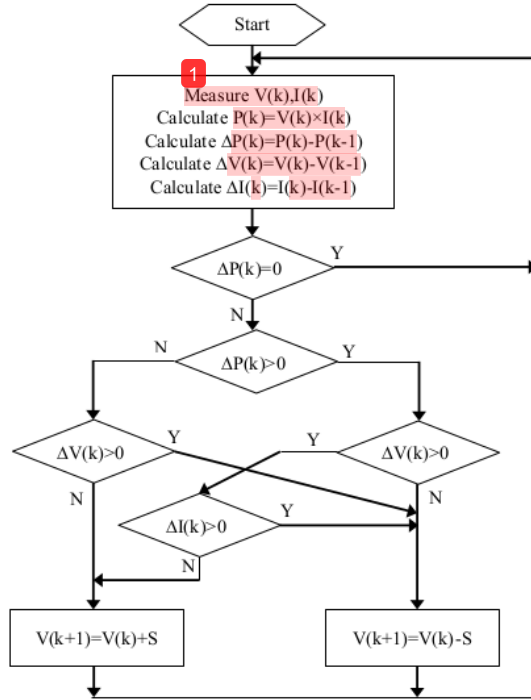 Start
1
Measure V(k),I(k)
Calculate P(k)=V(k)×I(k)
Calculate ΔP(k)=P(k)-P(k-1)
Calculate ΔV(k)=V(k)-V(k-1)
Calculate ΔI(k)=I(k)-I(k-1)
ΔP(k)=0
Y
N
ΔP(k)>0
N
Y
ΔV(k)>0
Y
N
ΔV(k)>0
Y
N
ΔI(k)>0
Y
N
V(k+1)=V(k)+S
V(k+1)=V(k)-S